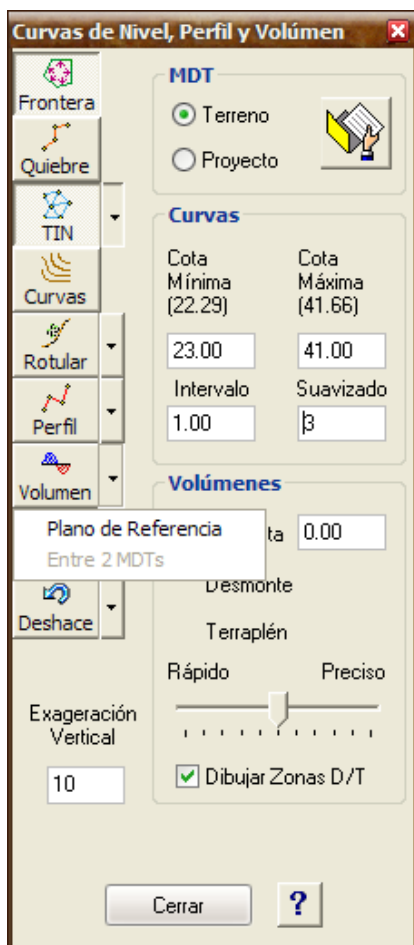 Curvas de Nivel, Perfil y Volúmen
Frontera
Quiebre
TIN
Curvas
Rotular
Perfil
Volumen
Plano de Referencia
Entre 2 MDTs
Deshace
Exageración
Vertical
10
MDT
Terreno
Proyecto
Curvas
Cota
Mínima
(22.29)
Cota
Máxima
(41.66)
23.00
41.00
Intervalo
Suavizado
1.00
3
Volúmenes
ta
0.00
Desmonte
Terraplén
Rápido
Preciso
Dibujar Zonas D/T
Cerrar
?